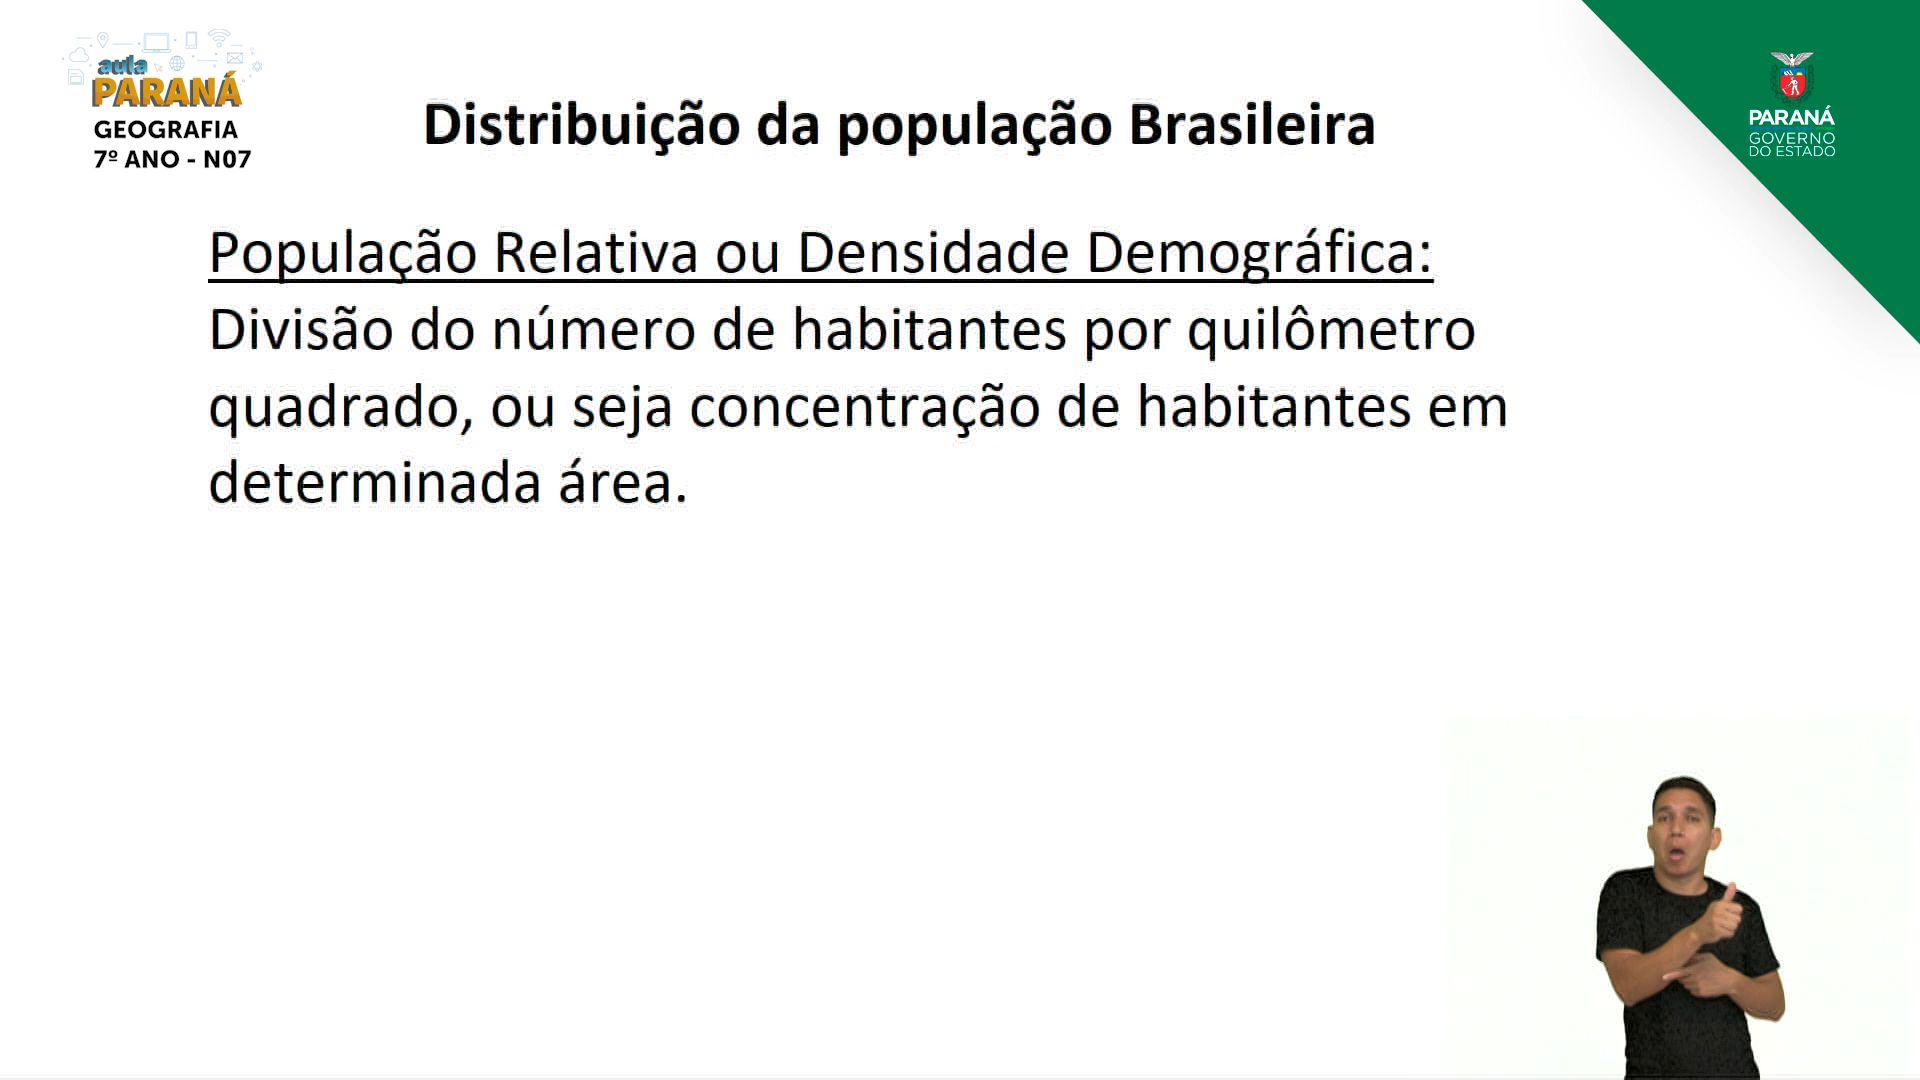 aula
PARANÁ
GEOGRAFIA
7º ANO - N07
Distribuição da população Brasileira
PARANÁ
GOVERNO
DO ESTADO
População Relativa ou Densidade Demográfica:
Divisão do número de habitantes por quilômetro
quadrado, ou seja concentração de habitantes em
determinada área.